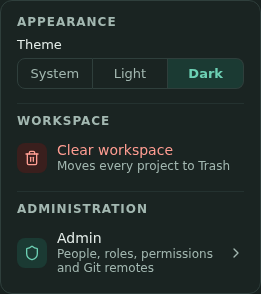 APPEARANCE
Theme
System Light Dark
WORKSPACE
Clear workspace
Moves every project to Trash
ADMINISTRATION
Admin
People, roles, permissions
and Git remotes